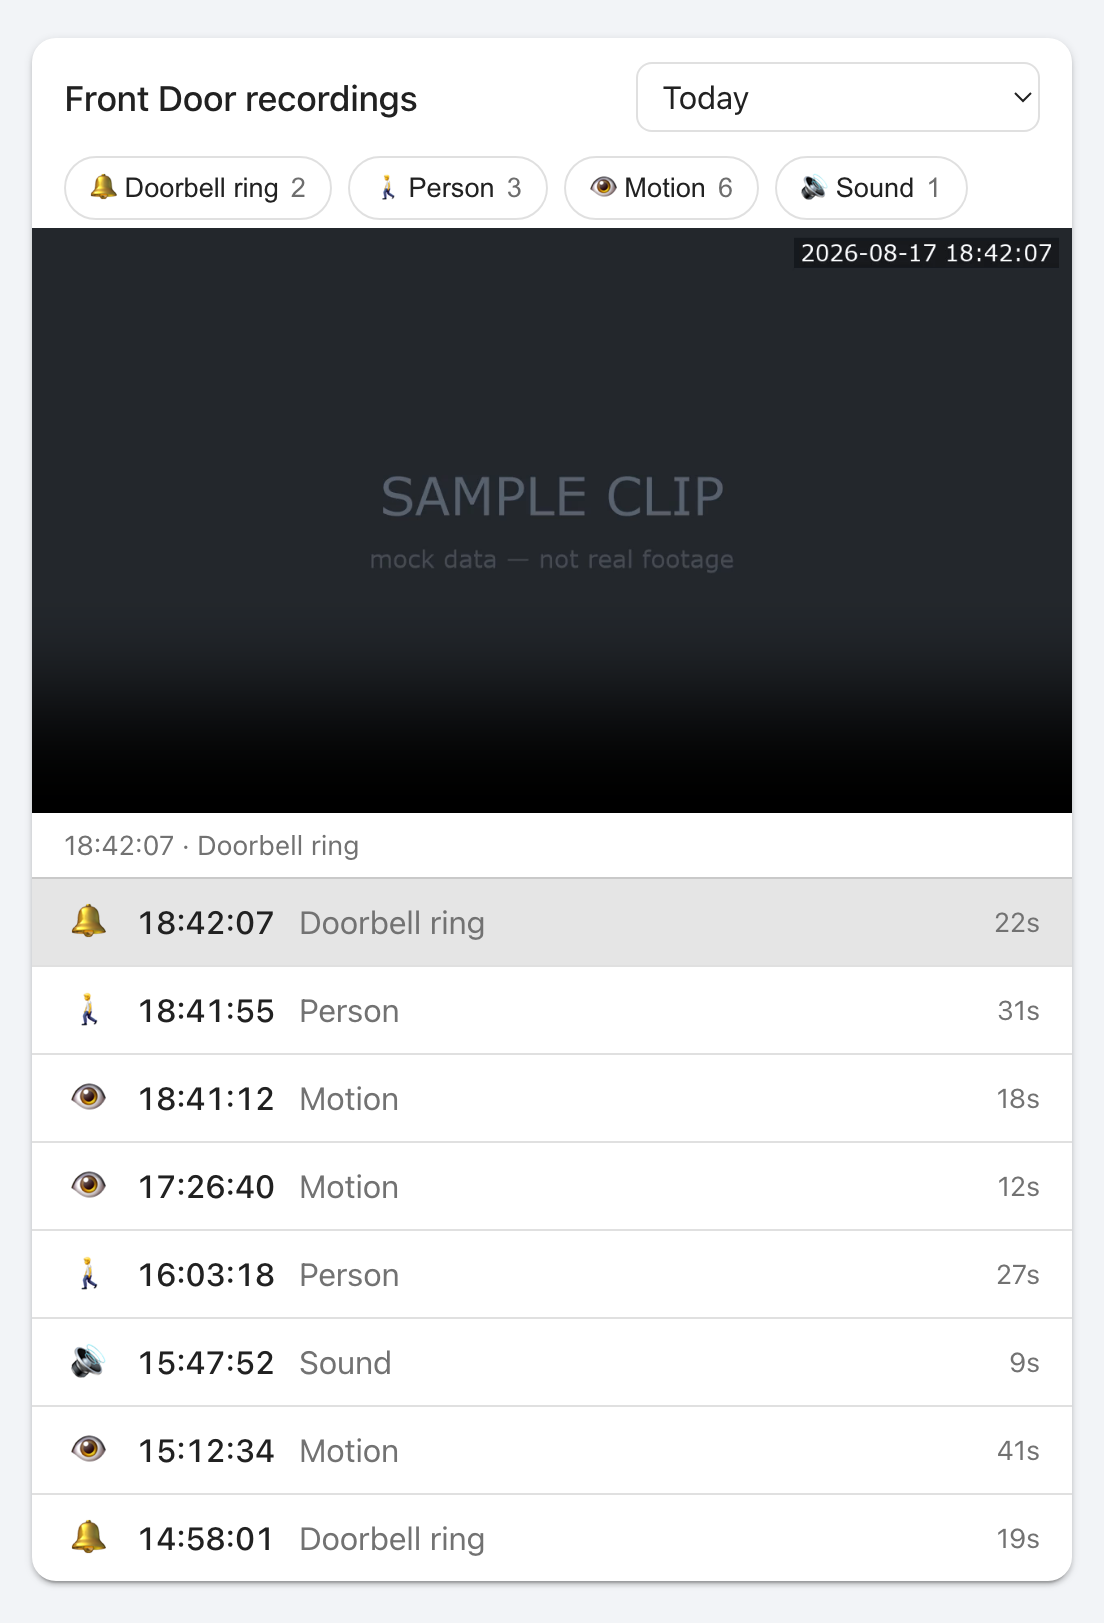 Front Door recordings
Today
Doorbell ring 2
Person 3
Motion 6
Sound 1
2026-08-17 18:42:07
SAMPLE CLIP
mock data — not real footage
18:42:07 · Doorbell ring
18:42:07 Doorbell ring 22s
18:41:55 Person 31s
18:41:12 Motion 18s
17:26:40 Motion 12s
16:03:18 Person 27s
15:47:52 Sound 9s
15:12:34 Motion 41s
14:58:01 Doorbell ring 19s